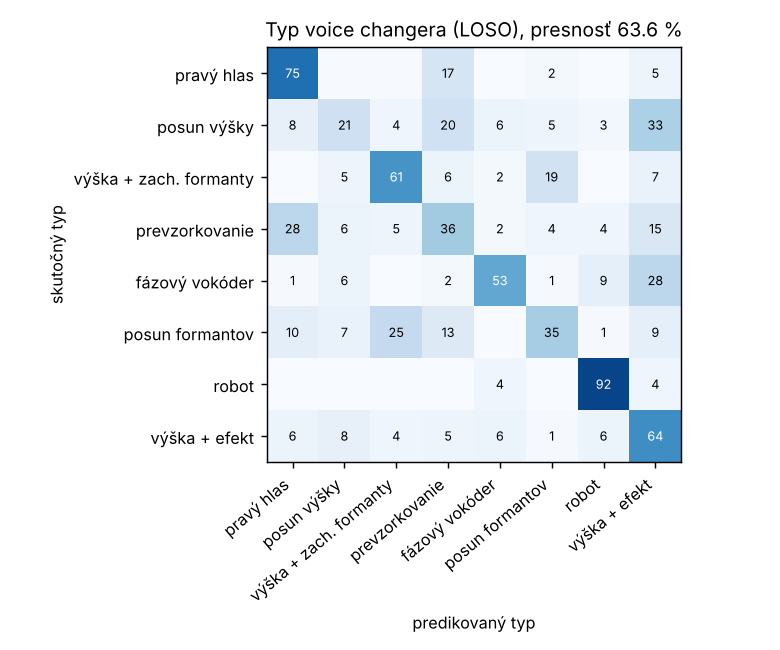 Typ voice changera (LOSO), presnosť 63.6 %
skutočný typ
pravý hlas 75 17 2 5
posun výšky 8 21 4 20 6 5 3 33
výška + zach. formanty 5 61 6 2 19 7
prevzorkovanie 28 6 5 36 2 4 4 15
fázový vokóder 1 6 2 53 1 9 28
posun formantov 10 7 25 13 35 1 9
robot 4 92 4
výška + efekt 6 8 4 5 6 1 6 64
pravý hlas
posun výšky
výška + zach. formanty
prevzorkovanie
fázový vokóder
posun formantov
robot
výška + efekt
predikovaný typ